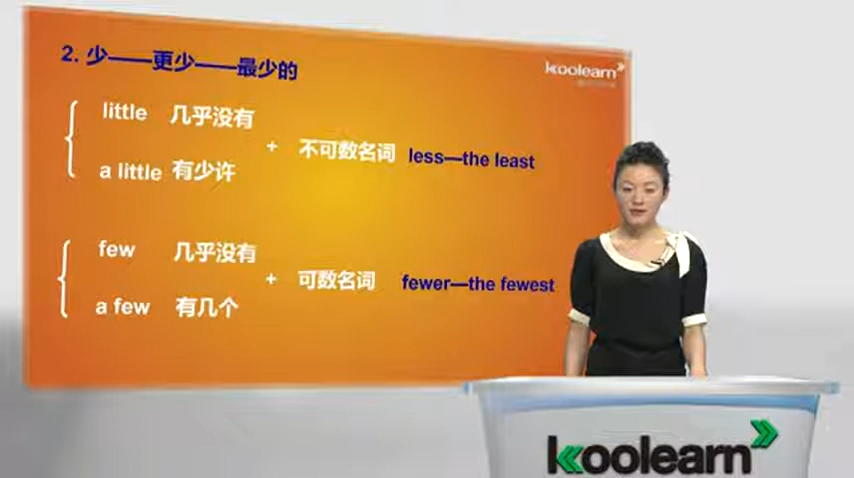 2. 少——更少——最少的
koolearn
little 几乎没有
+ 不可数名词 less—the least
a little 有少许
few 几乎没有
+ 可数名词 fewer—the fewest
a few 有几个
koolearn